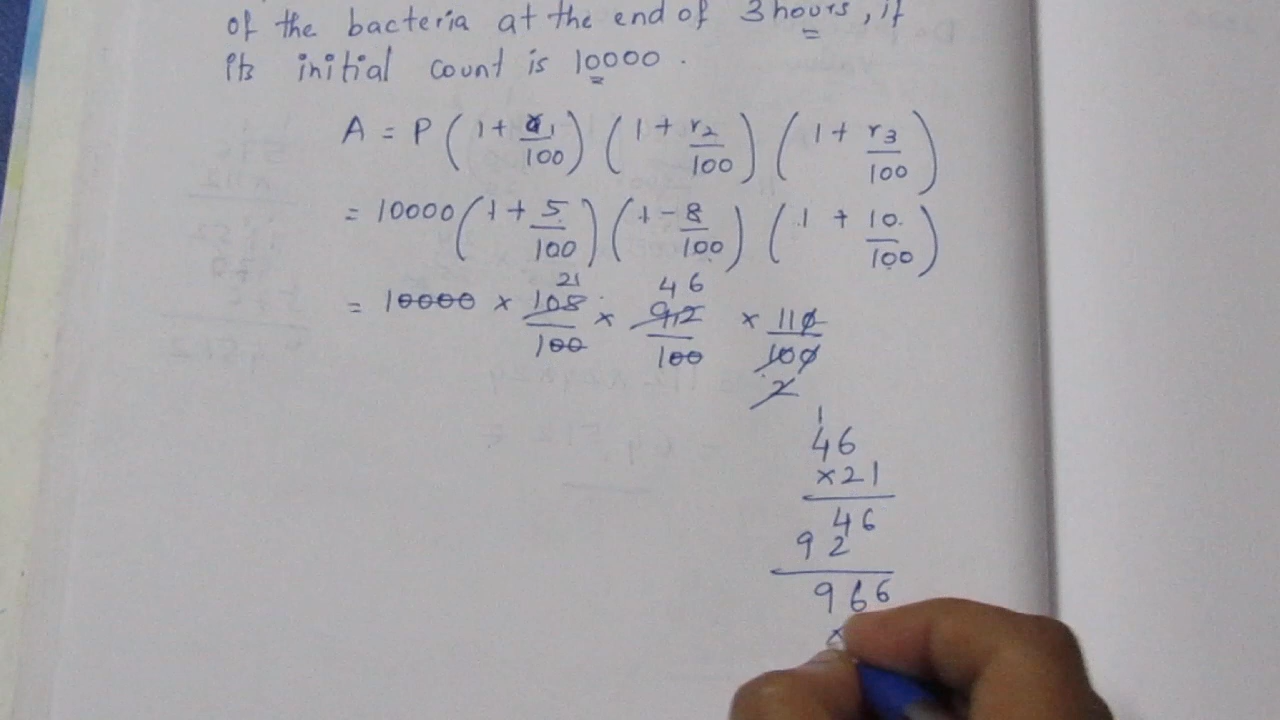 of the bacteria at the end of 3 hours, if
its initial count is 10000.
A = P (1 + r1/100) (1 + r2/100) (1 + r3/100)
= 10000 (1 + 5/100) (1 - 8/100) (1 + 10/100)
21 46
= 10000 × 105/100 × 92/100 × 110/100
2
1
46
×21
46
92
966
×